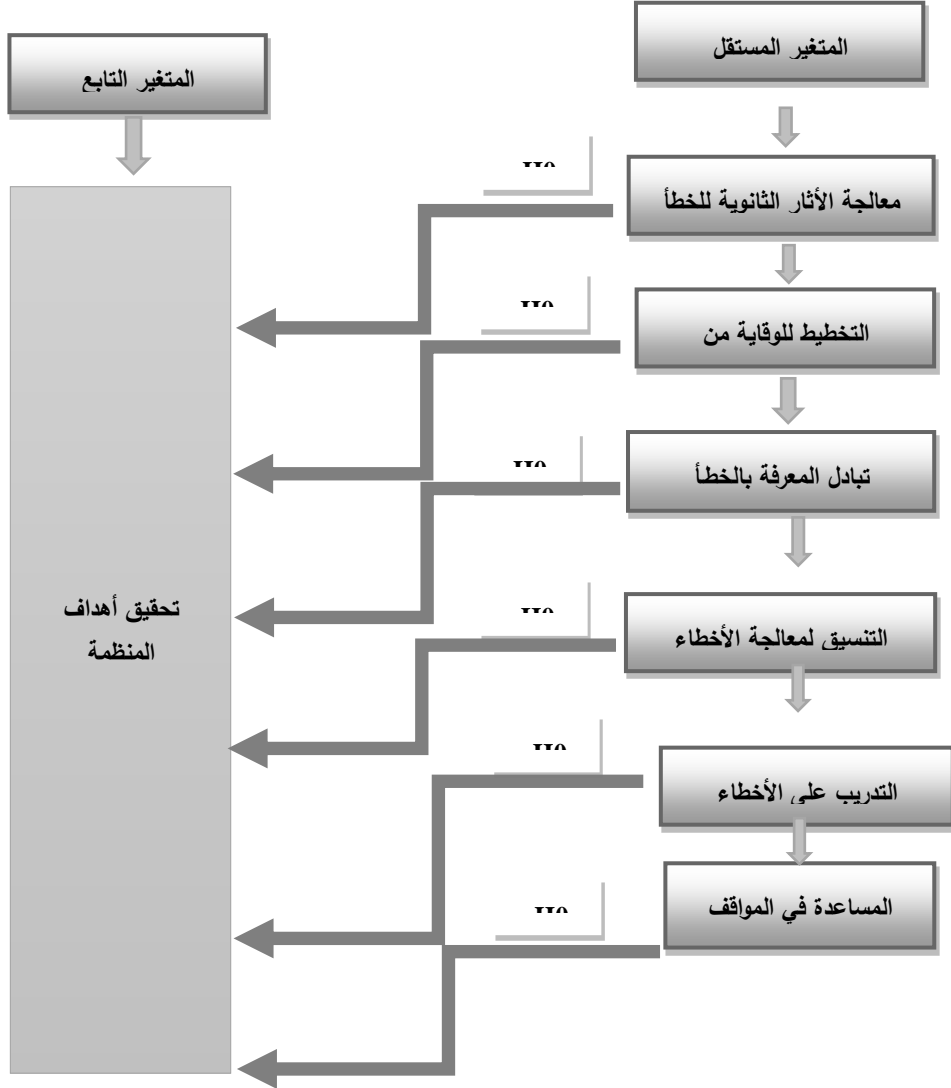 المتغير المستقل
المتغير التابع
معالجة الأثار الثانوية للخطأ
التخطيط للوقاية من
تبادل المعرفة بالخطأ
التنسيق لمعالجة الأخطاء
التدريب على الأخطاء
المساعدة في المواقف
تحقيق أهداف
المنظمة